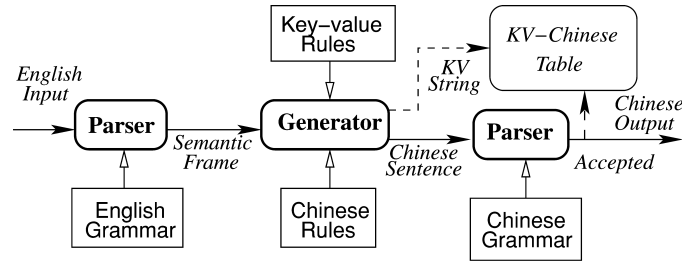 Key-value
Rules
KV-Chinese
Table
English
Input
KV
String
Parser
Generator
Parser
Chinese
Output
Semantic
Frame
Chinese
Sentence
Accepted
English
Grammar
Chinese
Rules
Chinese
Grammar